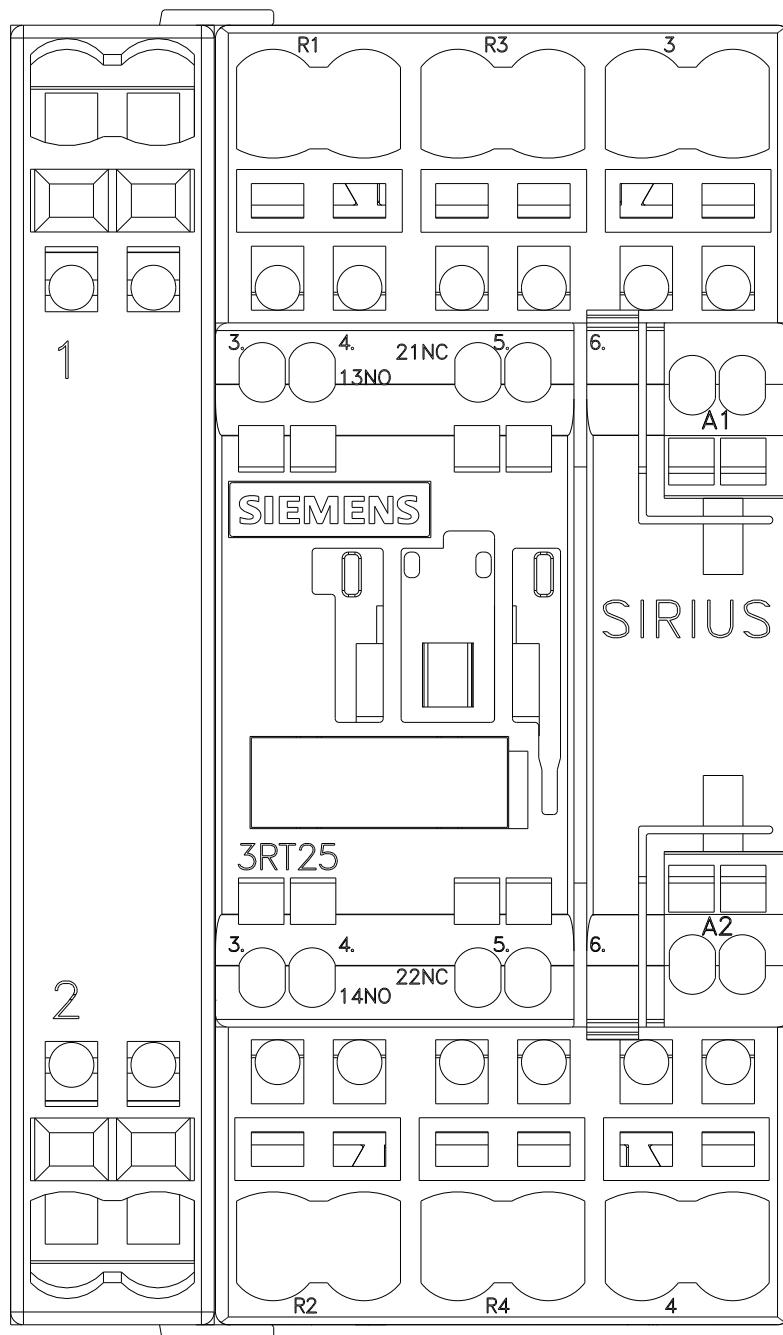 R1 R3 3
1
3. 4. 21NC 5. 6.
13NO
A1
SIEMENS
SIRIUS
3RT25
A2
3. 4. 5. 6.
22NC
14NO
2
R2 R4 4